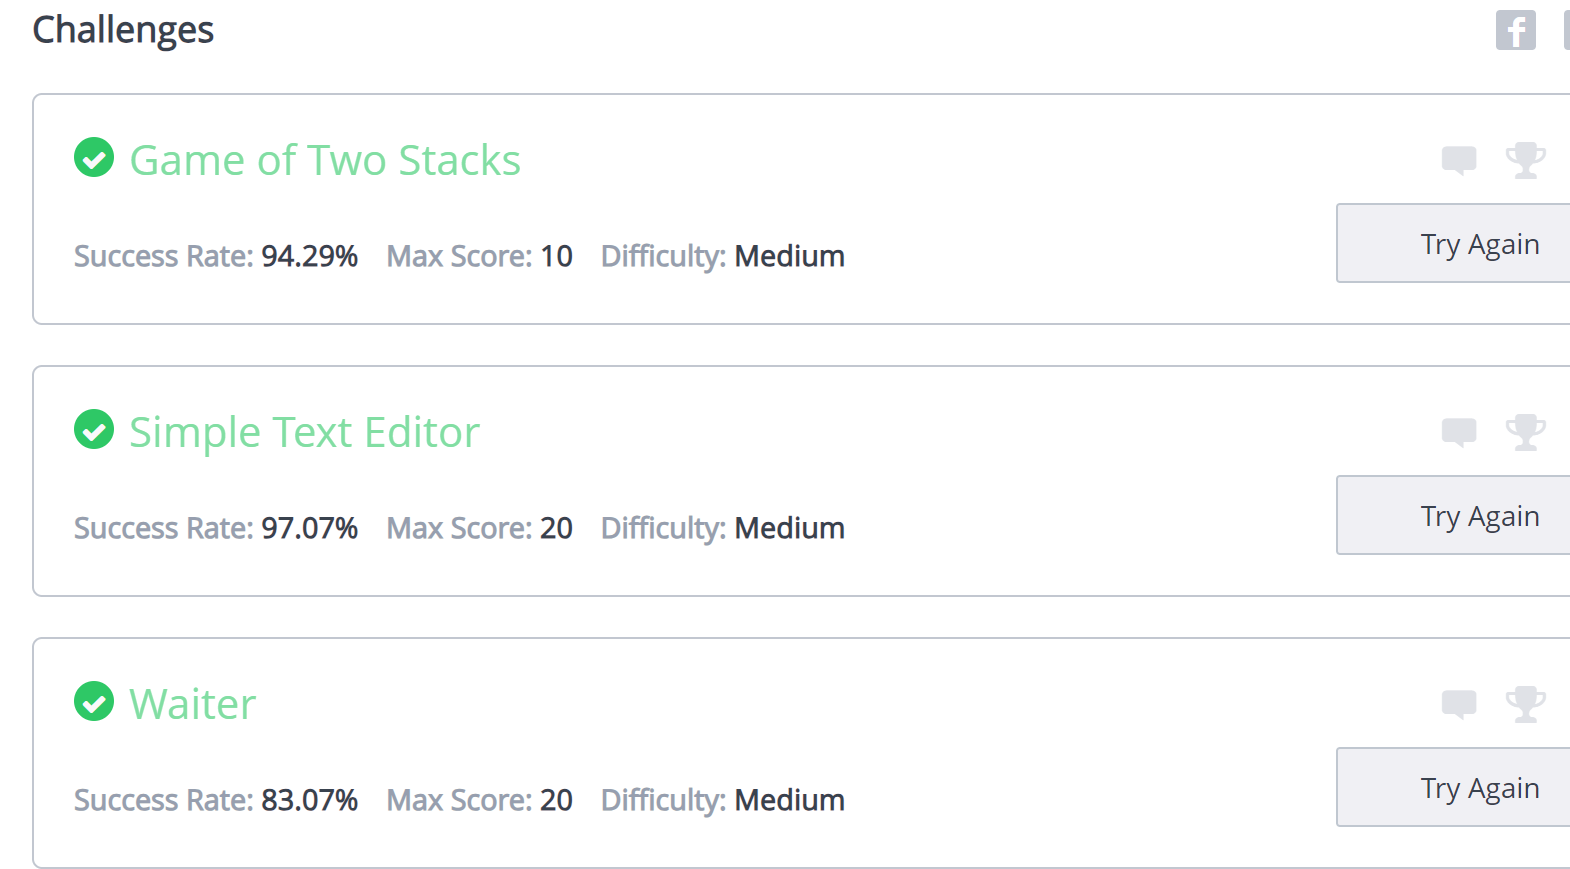 Challenges
Game of Two Stacks
Success Rate: 94.29% Max Score: 10 Difficulty: Medium
Try Again
Simple Text Editor
Success Rate: 97.07% Max Score: 20 Difficulty: Medium
Try Again
Waiter
Success Rate: 83.07% Max Score: 20 Difficulty: Medium
Try Again